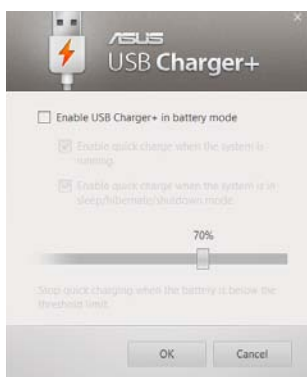 ASUS
USB Charger+
Enable USB Charger+ in battery mode
Enable quick charge when the system is
running.
Enable quick charge when the system is in
sleep/hibernate/shutdown mode.
70%
Stop quick charging when the battery is below the
threshold limit.
OK
Cancel